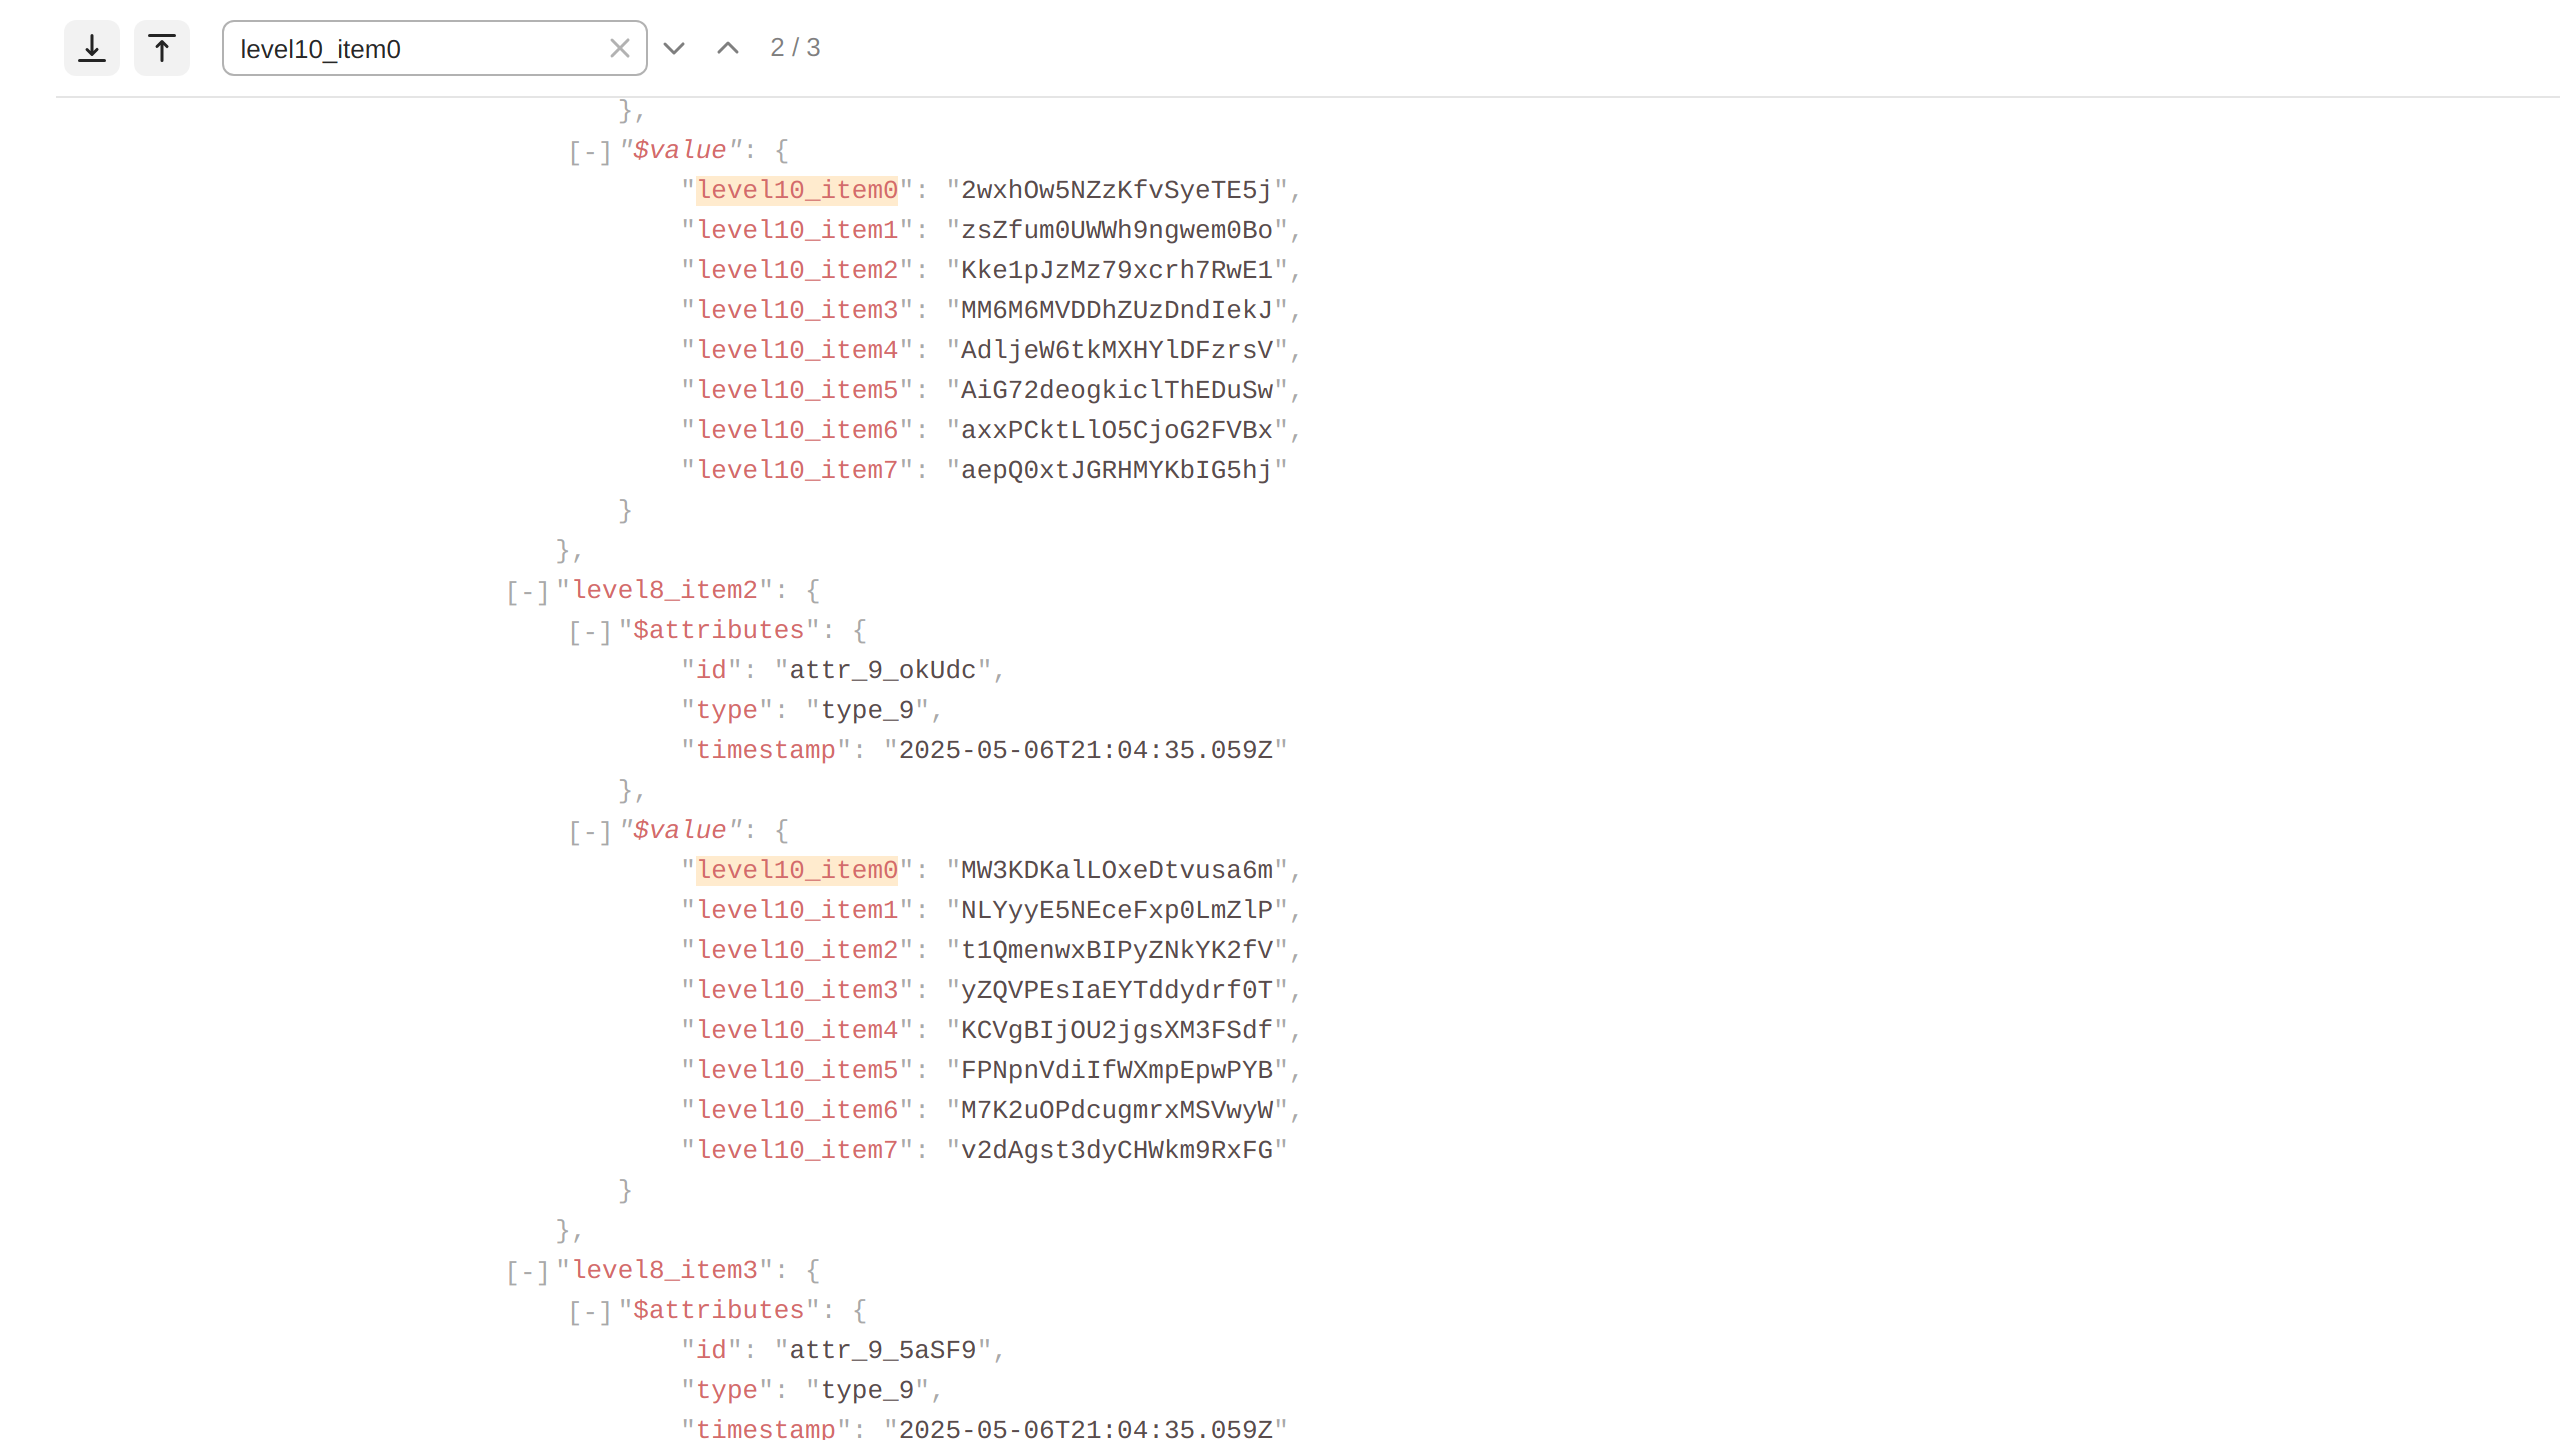 level10_item0 2 / 3
},
[-]"$value": {
"level10_item0": "2wxhOw5NZzKfvSyeTE5j",
"level10_item1": "zsZfum0UWWh9ngwem0Bo",
"level10_item2": "Kke1pJzMz79xcrh7RwE1",
"level10_item3": "MM6M6MVDDhZUzDndIekJ",
"level10_item4": "AdljeW6tkMXHYlDFzrsV",
"level10_item5": "AiG72deogkiclThEDuSw",
"level10_item6": "axxPCktLlO5CjoG2FVBx",
"level10_item7": "aepQ0xtJGRHMYKbIG5hj"
}
},
[-]"level8_item2": {
[-]"$attributes": {
"id": "attr_9_okUdc",
"type": "type_9",
"timestamp": "2025-05-06T21:04:35.059Z"
},
[-]"$value": {
"level10_item0": "MW3KDKalLOxeDtvusa6m",
"level10_item1": "NLYyyE5NEceFxp0LmZlP",
"level10_item2": "t1QmenwxBIPyZNkYK2fV",
"level10_item3": "yZQVPEsIaEYTddydrf0T",
"level10_item4": "KCVgBIjOU2jgsXM3FSdf",
"level10_item5": "FPNpnVdiIfWXmpEpwPYB",
"level10_item6": "M7K2uOPdcugmrxMSVwyW",
"level10_item7": "v2dAgst3dyCHWkm9RxFG"
}
},
[-]"level8_item3": {
[-]"$attributes": {
"id": "attr_9_5aSF9",
"type": "type_9",
"timestamp": "2025-05-06T21:04:35.059Z"